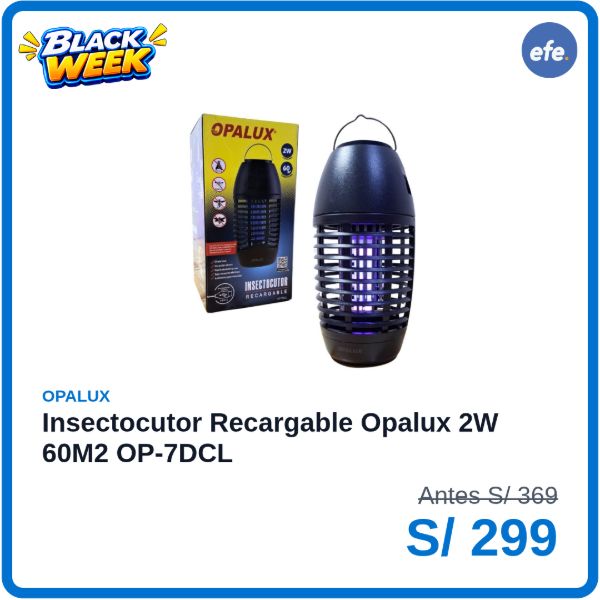 BLACK
WEEK
efe.
OPALUX
2W
60
OPALUX
INSECTOCUTOR
RECARGABLE
OPALUX
Insectocutor Recargable Opalux 2W
60M2 OP-7DCL
Antes S/ 369
S/ 299